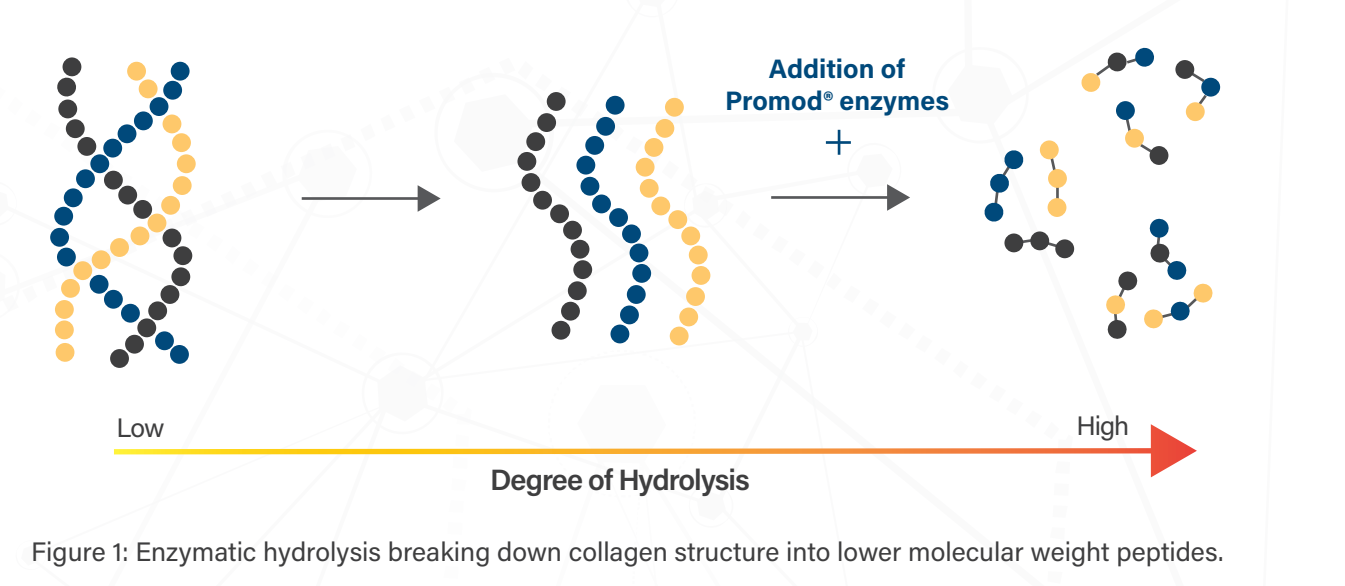 Addition of
Promod® enzymes
+
Low
High
Degree of Hydrolysis
Figure 1: Enzymatic hydrolysis breaking down collagen structure into lower molecular weight peptides.